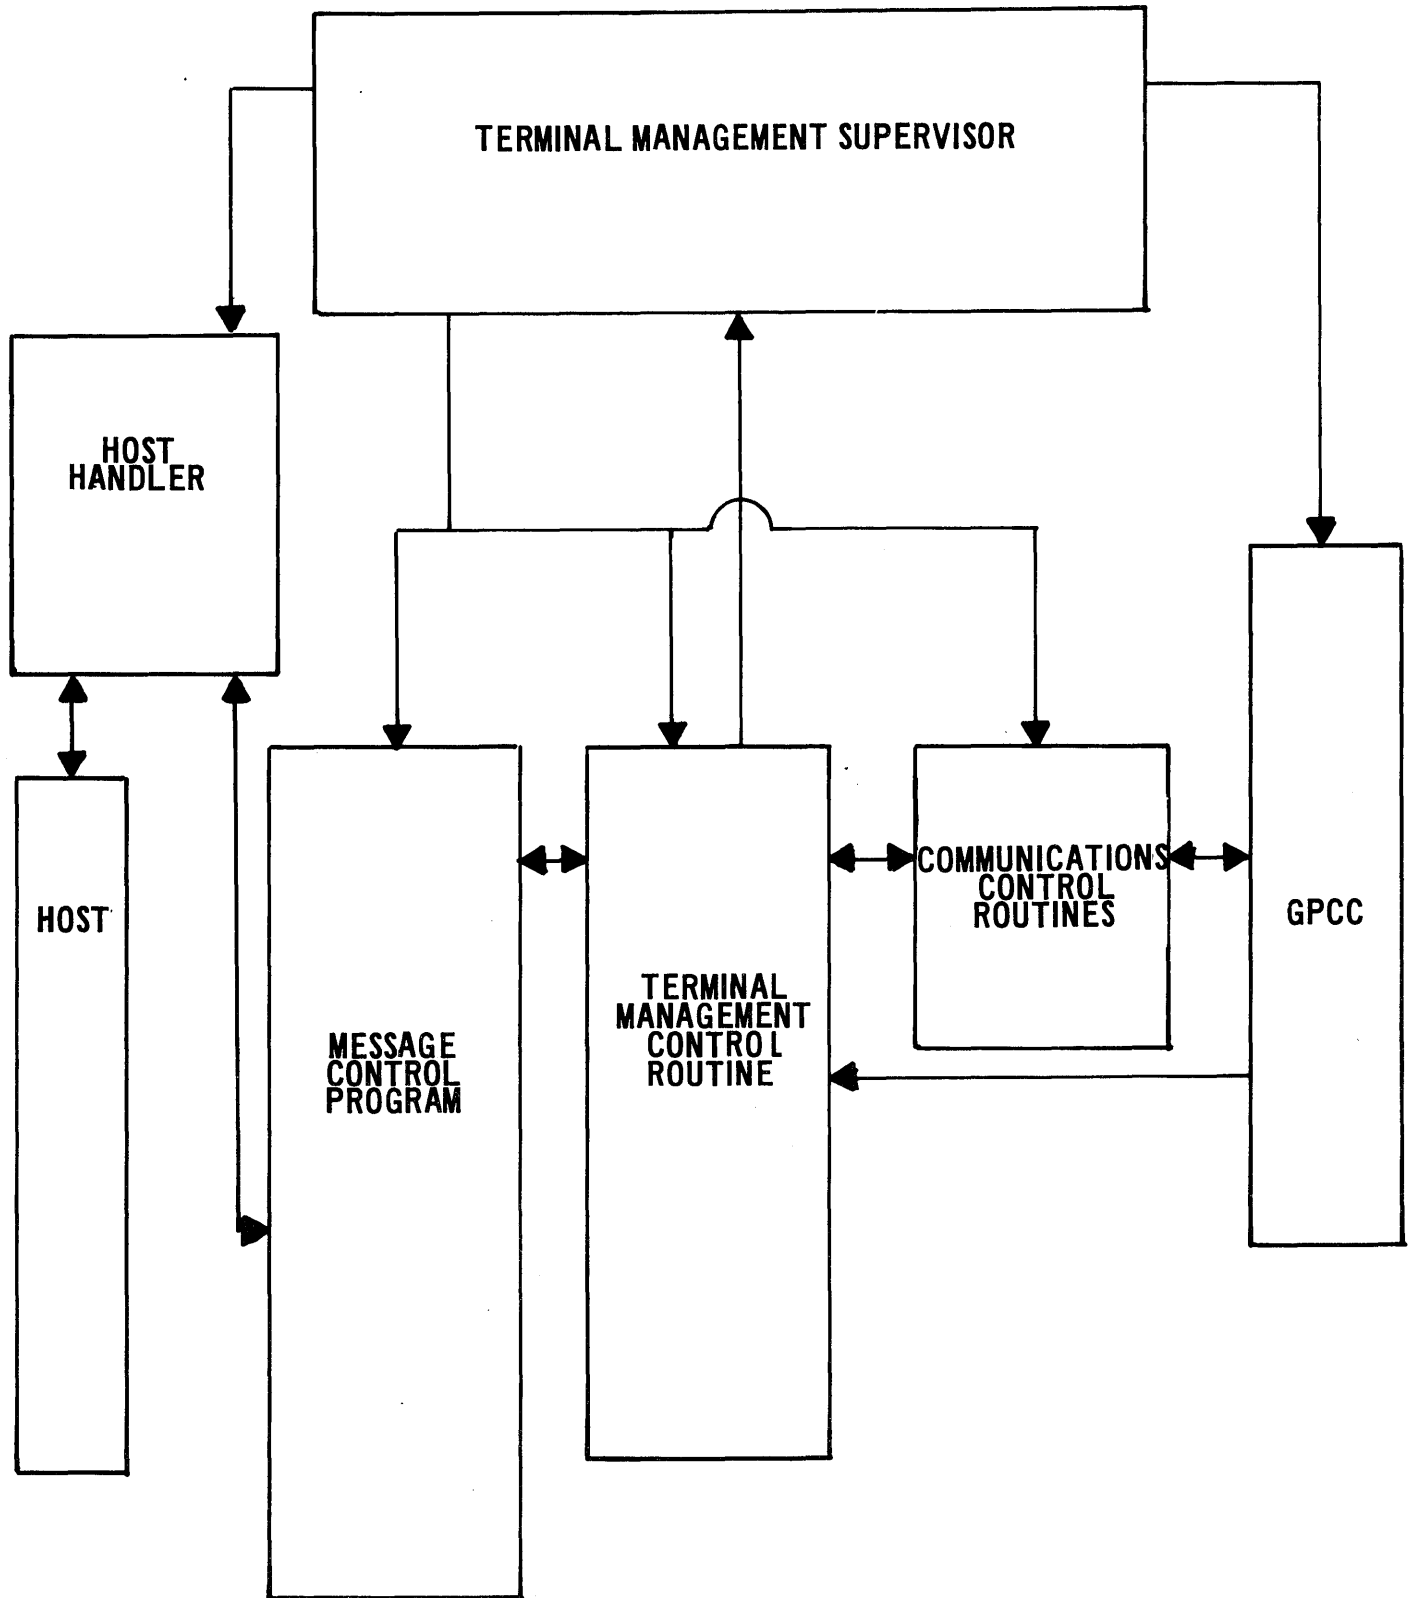 TERMINAL MANAGEMENT SUPERVISOR
HOST
HANDLER
HOST
MESSAGE
CONTROL
PROGRAM
TERMINAL
MANAGEMENT
CONTROL
ROUTINE
COMMUNICATIONS
CONTROL
ROUTINES
GPCC